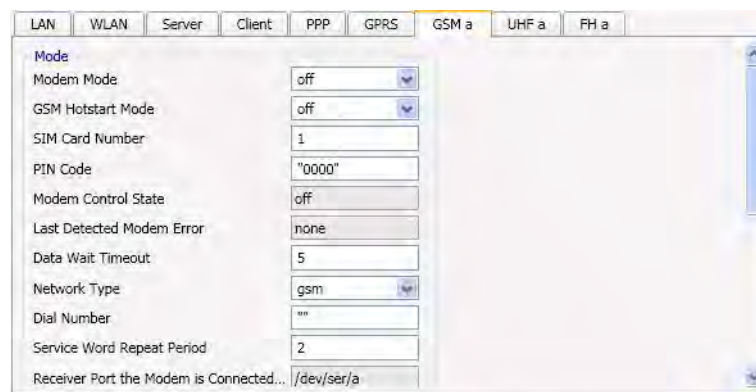 LAN WLAN Server Client PPP GPRS GSM a UHF a FH a
Mode
Modem Mode off
GSM Hotstart Mode off
SIM Card Number 1
PIN Code "0000"
Modem Control State off
Last Detected Modem Error none
Data Wait Timeout 5
Network Type gsm
Dial Number ""
Service Word Repeat Period 2
Receiver Port the Modem is Connected... /dev/ser/a